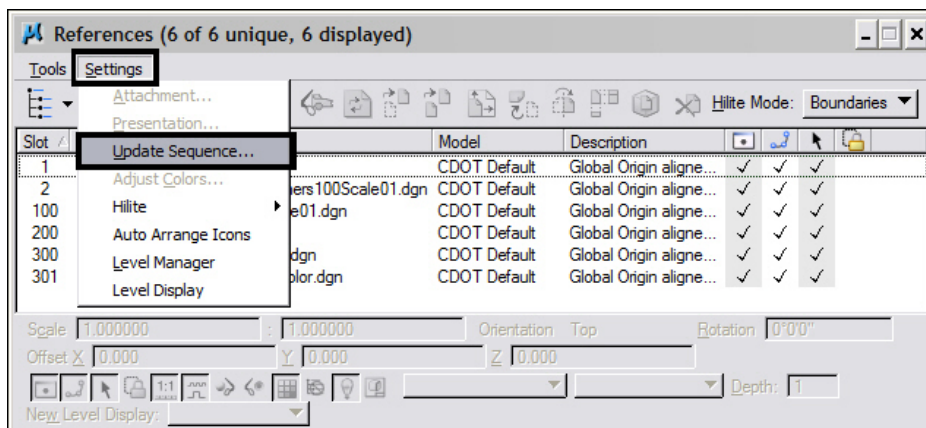 References (6 of 6 unique, 6 displayed)
Tools Settings
Hilite Mode: Boundaries
Attachment...
Presentation...
Update Sequence...
Adjust Colors...
Hilite
Auto Arrange Icons
Level Manager
Level Display
Slot Model Description
1 CDOT Default Global Origin aligne...
2 ers100Scale01.dgn CDOT Default Global Origin aligne...
100 e01.dgn CDOT Default Global Origin aligne...
200 CDOT Default Global Origin aligne...
300 dgn CDOT Default Global Origin aligne...
301 olor.dgn CDOT Default Global Origin aligne...
Scale 1.000000 : 1.000000 Orientation Top Rotation 0°0'0"
Offset X 0.000 Y 0.000 Z 0.000
1:1 Depth: 1
New Level Display: